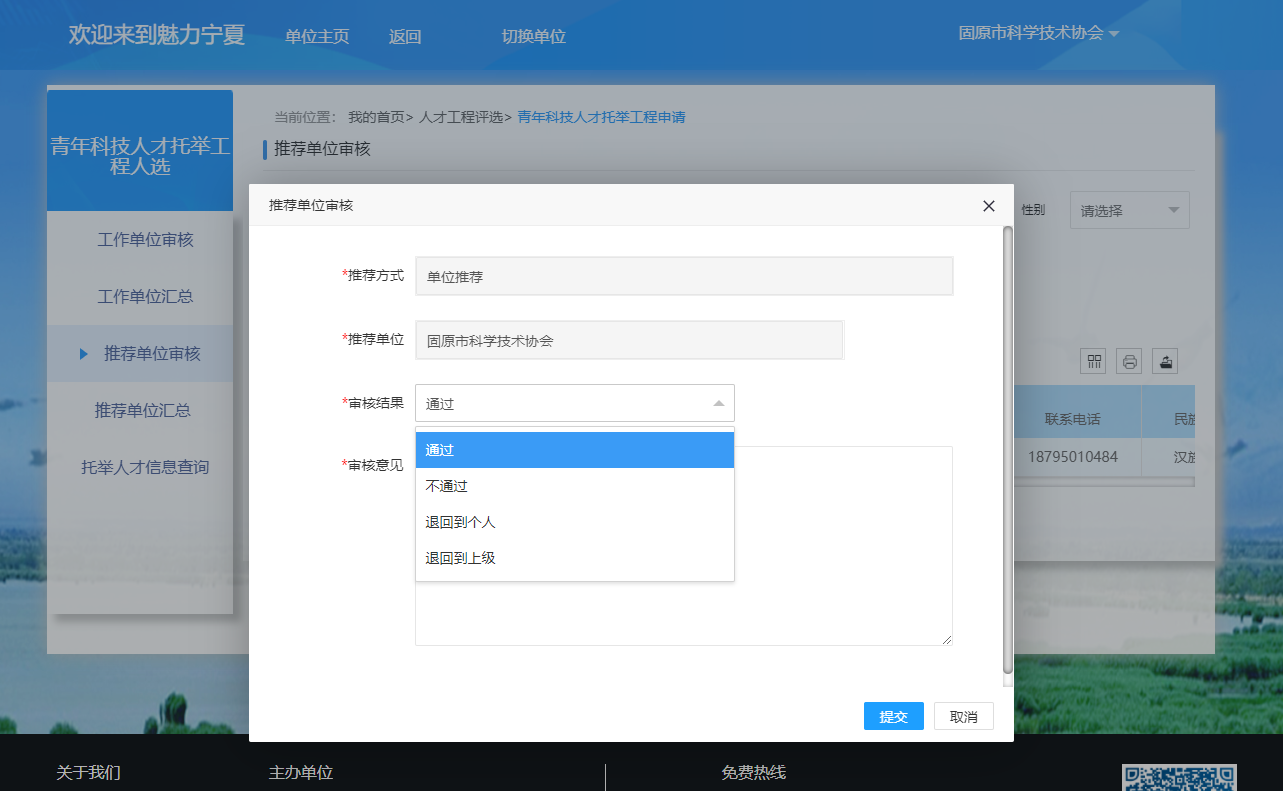 欢迎来到魅力宁夏 单位主页 返回 切换单位 固原市科学技术协会
青年科技人才托举工
程人选
工作单位审核
工作单位汇总
推荐单位审核
推荐单位汇总
托举人才信息查询
当前位置： 我的首页> 人才工程评选> 青年科技人才托举工程申请
推荐单位审核
性别 请选择
联系电话 民族
18795010484 汉族
推荐单位审核
*推荐方式 单位推荐
*推荐单位 固原市科学技术协会
*审核结果 通过
通过
不通过
退回到个人
退回到上级
*审核意见
提交 取消
关于我们 主办单位 免费热线